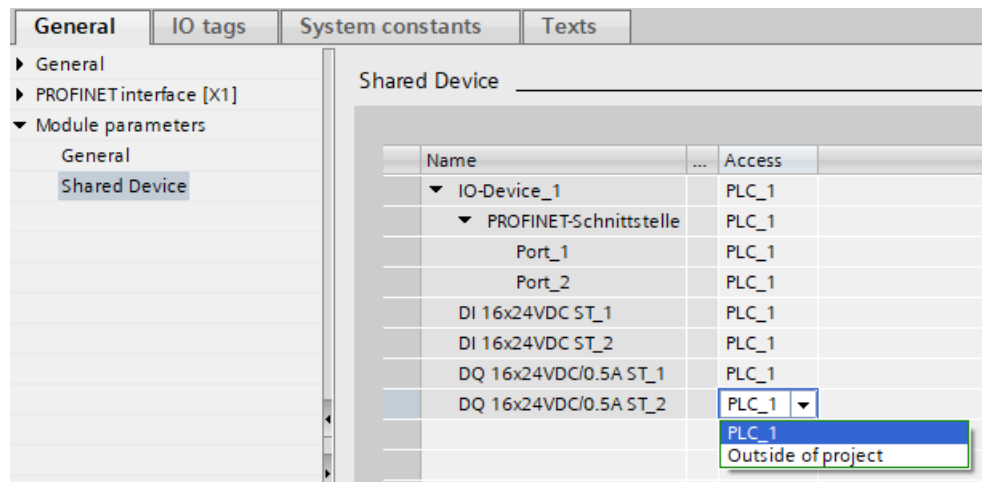 General IO tags System constants Texts
General
PROFINET interface [X1]
Module parameters
General
Shared Device
Shared Device
Name ... Access
IO-Device_1 PLC_1
PROFINET-Schnittstelle PLC_1
Port_1 PLC_1
Port_2 PLC_1
DI 16x24VDC ST_1 PLC_1
DI 16x24VDC ST_2 PLC_1
DQ 16x24VDC/0.5A ST_1 PLC_1
DQ 16x24VDC/0.5A ST_2 PLC_1
PLC_1
Outside of project